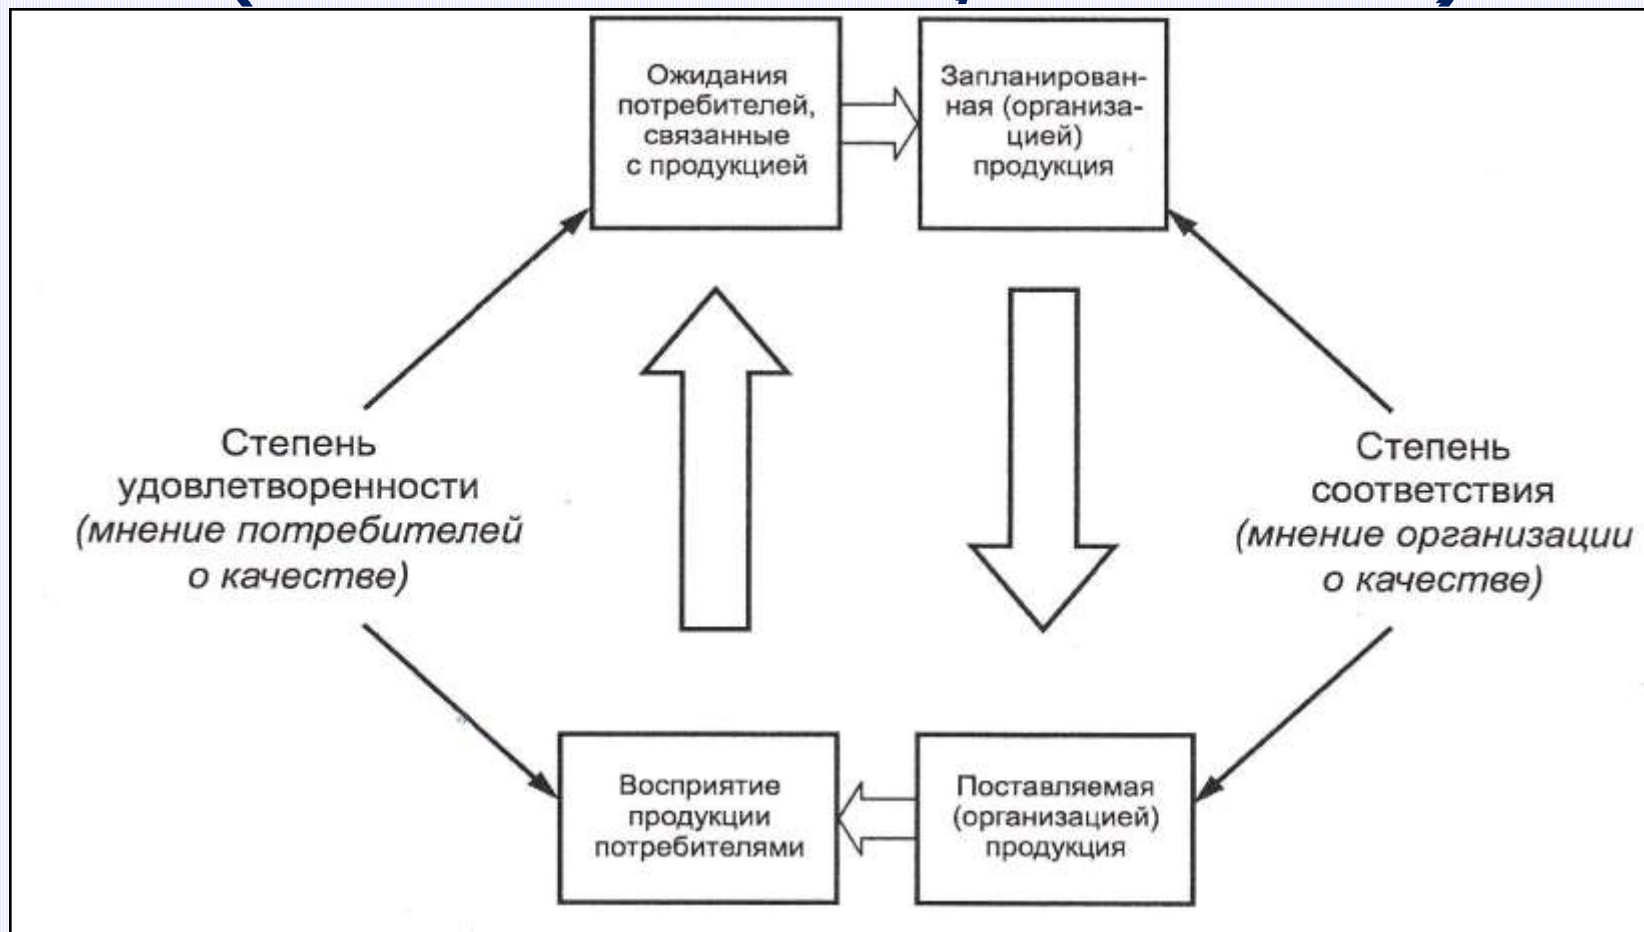 Ожидания
потребителей,
связанные
с продукцией
Запланирован-
ная (организа-
цией)
продукция
Степень
удовлетворенности
(мнение потребителей
о качестве)
Степень
соответствия
(мнение организации
о качестве)
Восприятие
продукции
потребителями
Поставляемая
(организацией)
продукция